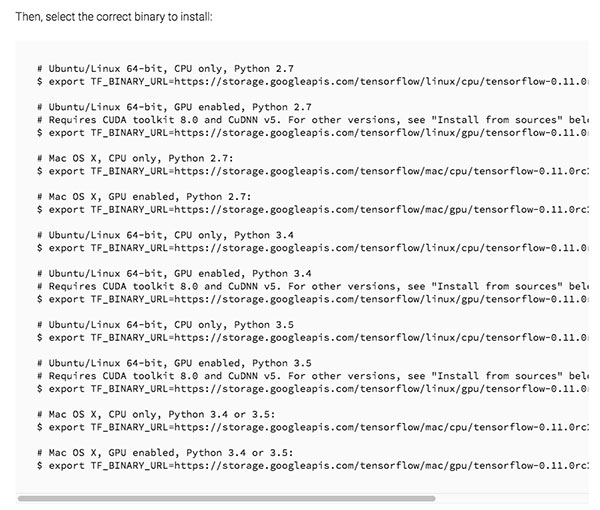 Then, select the correct binary to install:
# Ubuntu/Linux 64-bit, CPU only, Python 2.7
$ export TF_BINARY_URL=https://storage.googleapis.com/tensorflow/linux/cpu/tensorflow-0.11.0
# Ubuntu/Linux 64-bit, GPU enabled, Python 2.7
# Requires CUDA toolkit 8.0 and CuDNN v5. For other versions, see "Install from sources" bel
$ export TF_BINARY_URL=https://storage.googleapis.com/tensorflow/linux/gpu/tensorflow-0.11.0
# Mac OS X, CPU only, Python 2.7:
$ export TF_BINARY_URL=https://storage.googleapis.com/tensorflow/mac/cpu/tensorflow-0.11.0rc
# Mac OS X, GPU enabled, Python 2.7:
$ export TF_BINARY_URL=https://storage.googleapis.com/tensorflow/mac/gpu/tensorflow-0.11.0rc
# Ubuntu/Linux 64-bit, CPU only, Python 3.4
$ export TF_BINARY_URL=https://storage.googleapis.com/tensorflow/linux/cpu/tensorflow-0.11.0
# Ubuntu/Linux 64-bit, GPU enabled, Python 3.4
# Requires CUDA toolkit 8.0 and CuDNN v5. For other versions, see "Install from sources" bel
$ export TF_BINARY_URL=https://storage.googleapis.com/tensorflow/linux/gpu/tensorflow-0.11.0
# Ubuntu/Linux 64-bit, CPU only, Python 3.5
$ export TF_BINARY_URL=https://storage.googleapis.com/tensorflow/linux/cpu/tensorflow-0.11.0
# Ubuntu/Linux 64-bit, GPU enabled, Python 3.5
# Requires CUDA toolkit 8.0 and CuDNN v5. For other versions, see "Install from sources" bel
$ export TF_BINARY_URL=https://storage.googleapis.com/tensorflow/linux/gpu/tensorflow-0.11.0
# Mac OS X, CPU only, Python 3.4 or 3.5:
$ export TF_BINARY_URL=https://storage.googleapis.com/tensorflow/mac/cpu/tensorflow-0.11.0rc
# Mac OS X, GPU enabled, Python 3.4 or 3.5:
$ export TF_BINARY_URL=https://storage.googleapis.com/tensorflow/mac/gpu/tensorflow-0.11.0rc